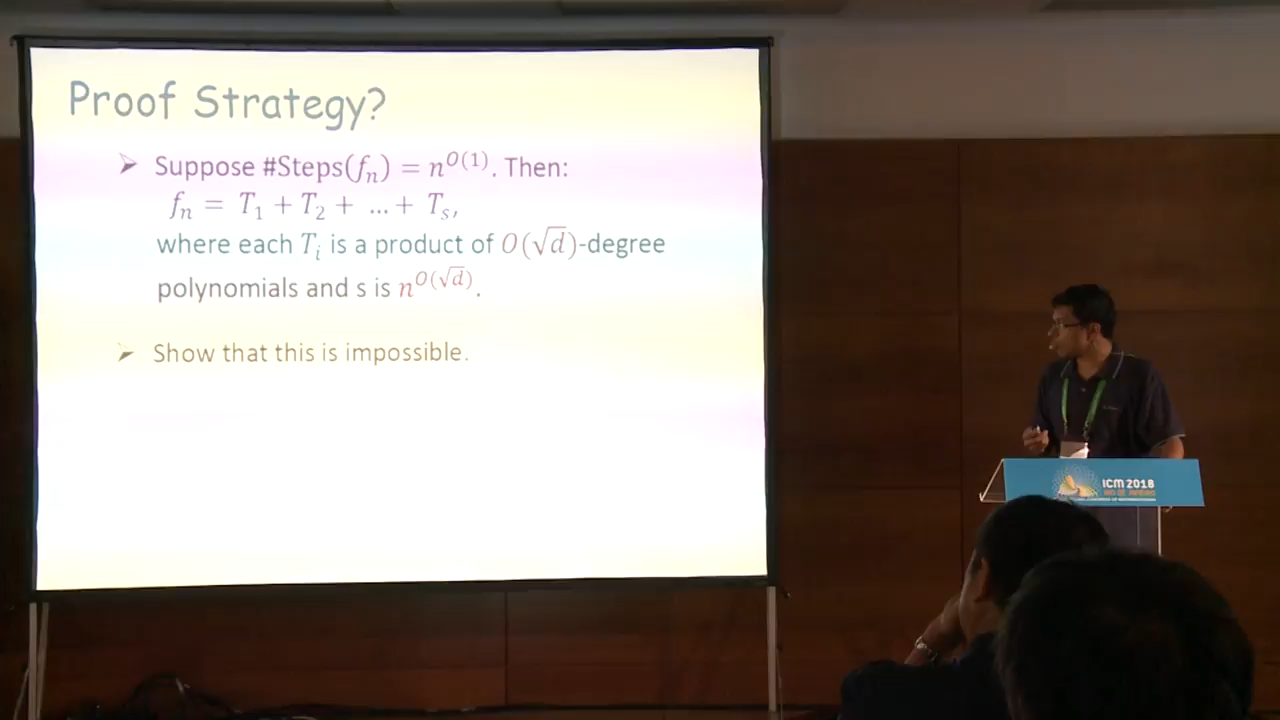 Proof Strategy?
➢ Suppose #Steps(fₙ) = n^{O(1)}. Then:
fₙ = T₁ + T₂ + … + Tₛ,
where each Tᵢ is a product of O(√d)-degree
polynomials and s is n^{O(√d)}.
➢ Show that this is impossible.
ICM 2018